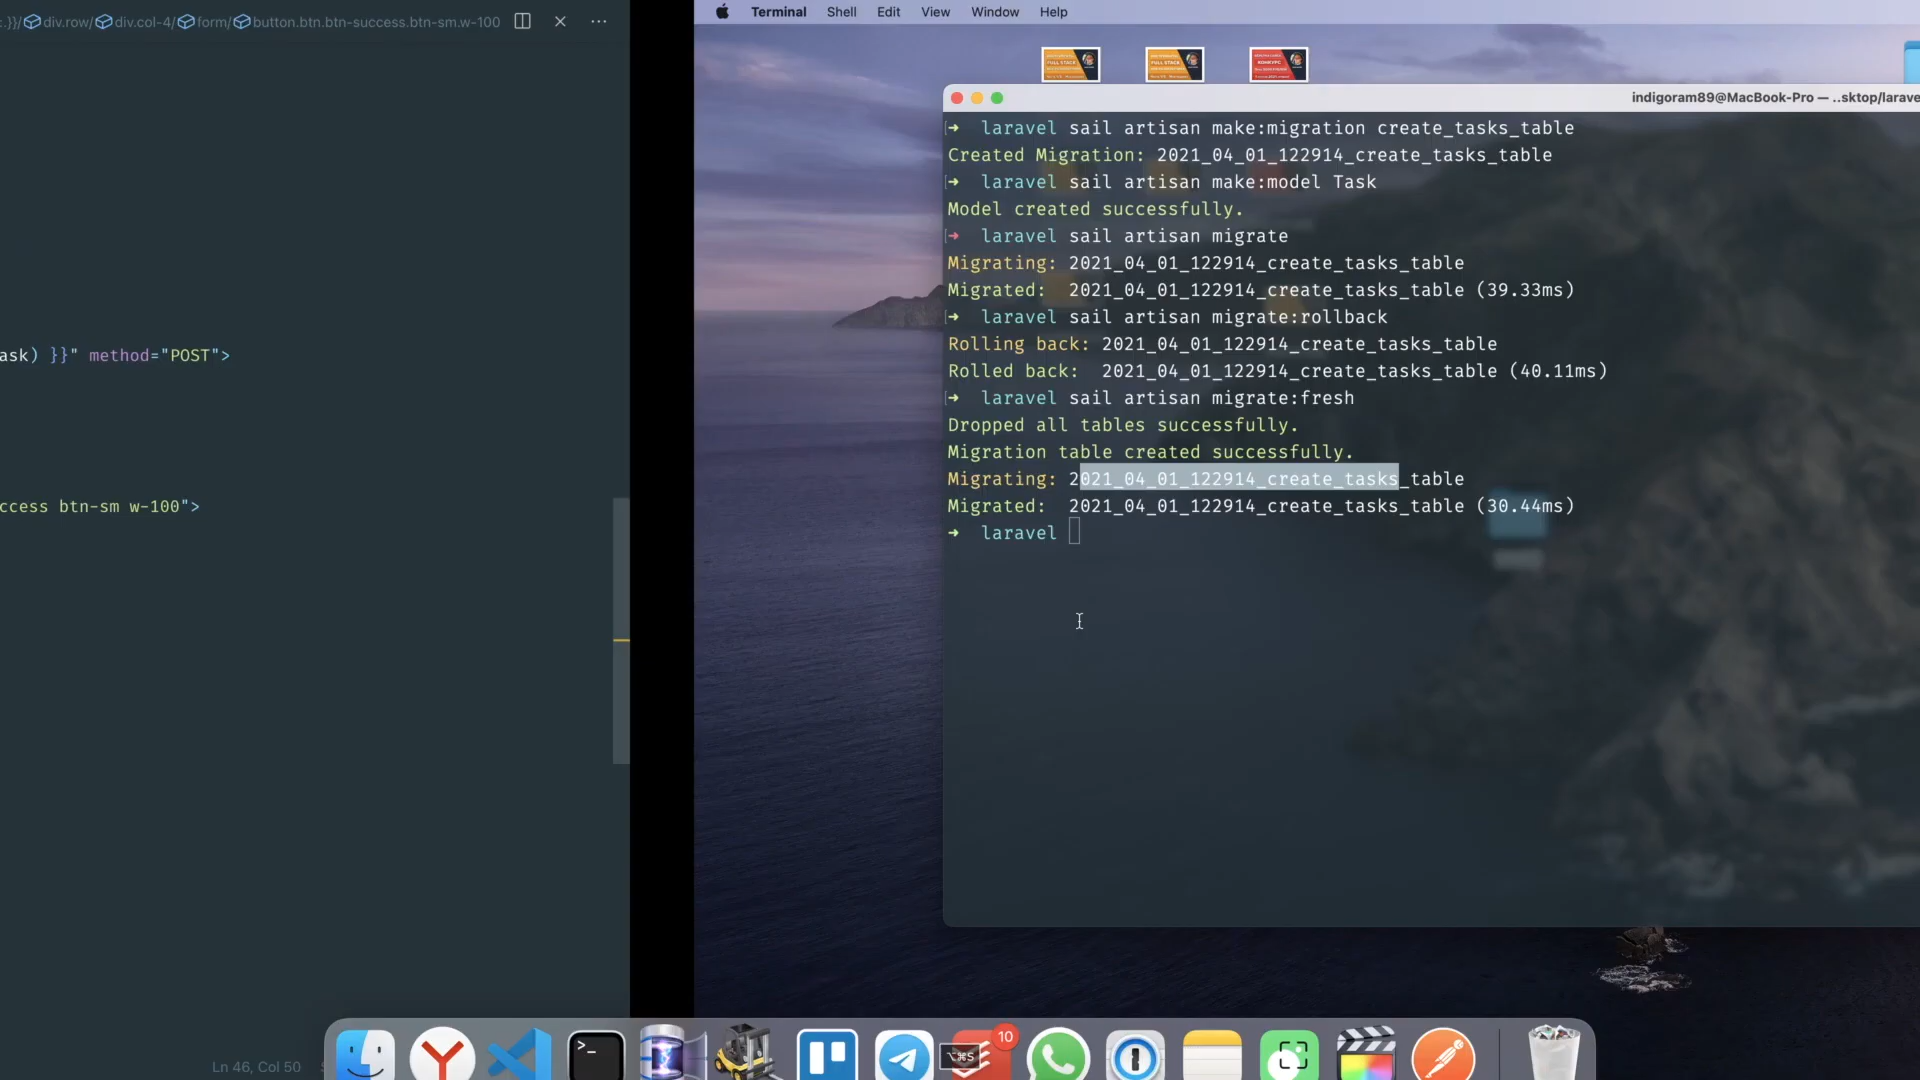 :.}}/div.row/div.col-4/form/button.btn.btn-success.btn-sm.w-100
ask) }}" method="POST">
ccess btn-sm w-100">
Ln 46, Col 50
Terminal Shell Edit View Window Help
FULL STACK
FULL STACK
КОНКУРС
indigoram89@MacBook-Pro — ..sktop/larave
➜ laravel sail artisan make:migration create_tasks_table
Created Migration: 2021_04_01_122914_create_tasks_table
➜ laravel sail artisan make:model Task
Model created successfully.
➜ laravel sail artisan migrate
Migrating: 2021_04_01_122914_create_tasks_table
Migrated: 2021_04_01_122914_create_tasks_table (39.33ms)
➜ laravel sail artisan migrate:rollback
Rolling back: 2021_04_01_122914_create_tasks_table
Rolled back: 2021_04_01_122914_create_tasks_table (40.11ms)
➜ laravel sail artisan migrate:fresh
Dropped all tables successfully.
Migration table created successfully.
Migrating: 2021_04_01_122914_create_tasks_table
Migrated: 2021_04_01_122914_create_tasks_table (30.44ms)
➜ laravel
>_
⌥⌘S
10